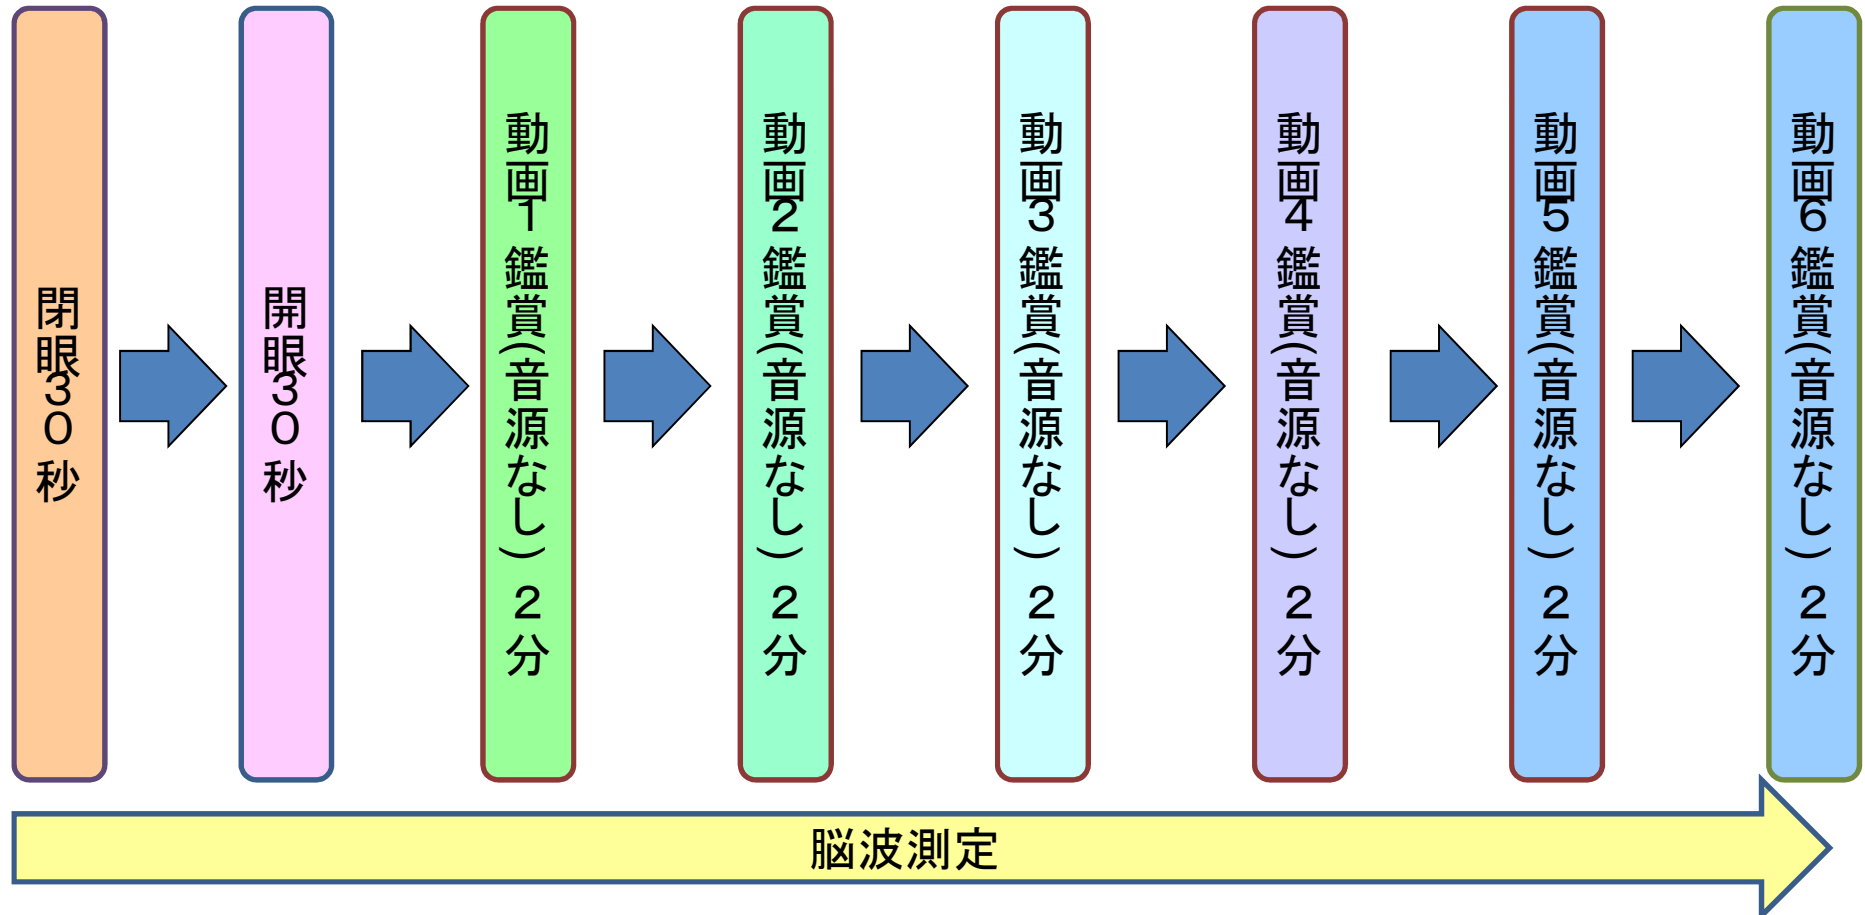 閉眼30秒
開眼30秒
動画1鑑賞(音源なし)2分
動画2鑑賞(音源なし)2分
動画3鑑賞(音源なし)2分
動画4鑑賞(音源なし)2分
動画5鑑賞(音源なし)2分
動画6鑑賞(音源なし)2分
脳波測定